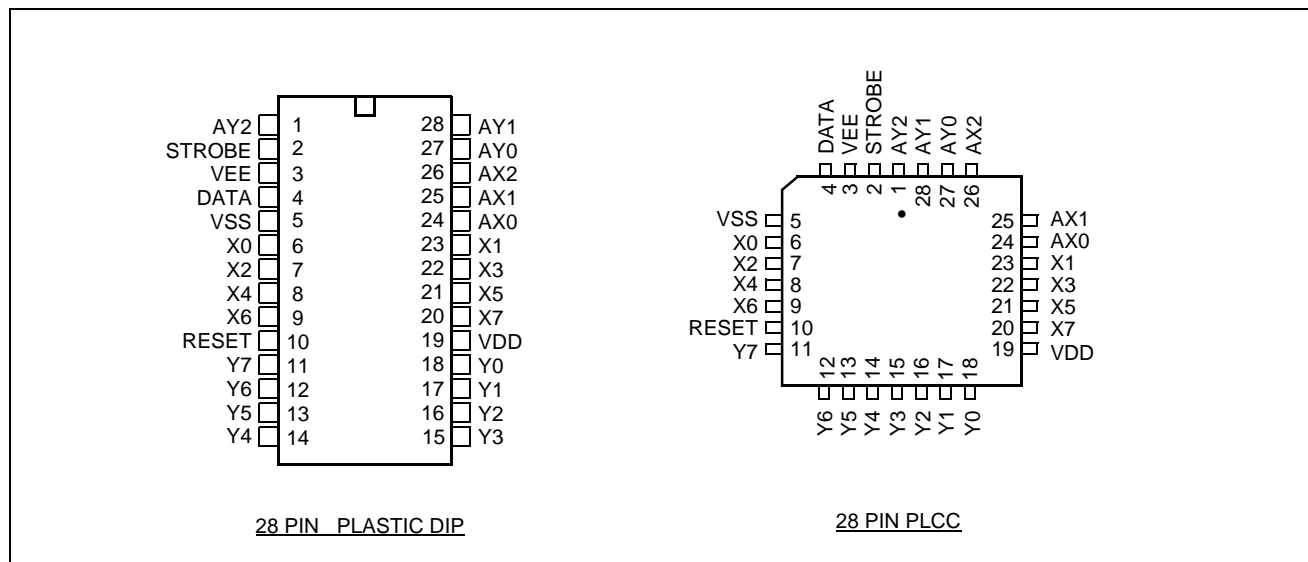 AY2 1 28 AY1
STROBE 2 27 AY0
VEE 3 26 AX2
DATA 4 25 AX1
VSS 5 24 AX0
X0 6 23 X1
X2 7 22 X3
X4 8 21 X5
X6 9 20 X7
RESET 10 19 VDD
Y7 11 18 Y0
Y6 12 17 Y1
Y5 13 16 Y2
Y4 14 15 Y3
28 PIN PLASTIC DIP
DATA VEE STROBE AY2 AY1 AY0 AX2
4 3 2 1 28 27 26
VSS 5 25 AX1
X0 6 24 AX0
X2 7 23 X1
X4 8 22 X3
X6 9 21 X5
RESET 10 20 X7
Y7 11 19 VDD
12 13 14 15 16 17 18
Y6 Y5 Y4 Y3 Y2 Y1 Y0
28 PIN PLCC